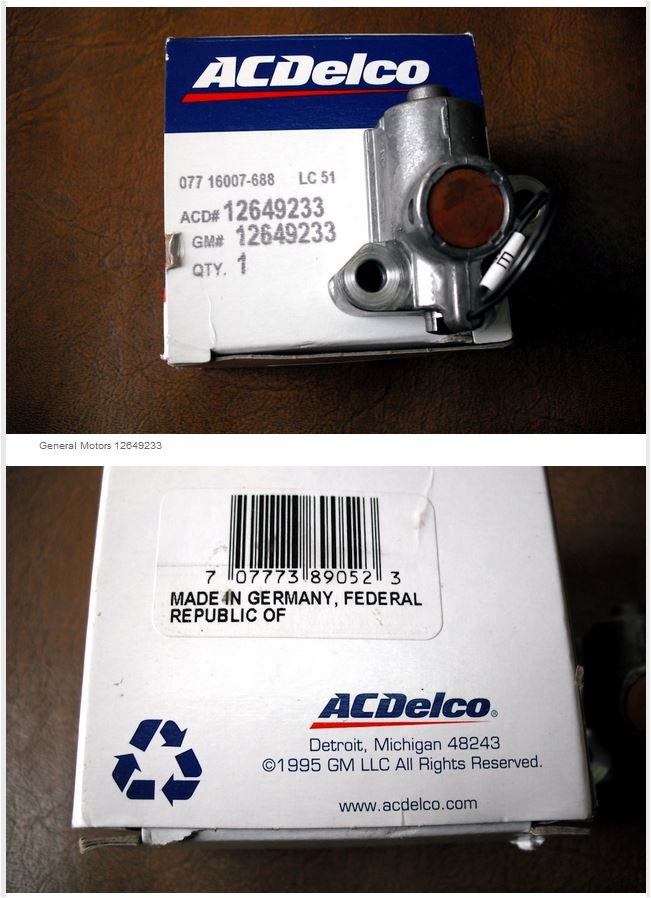 ACDelco
077 16007-688 LC 51
ACD# 12649233
GM# 12649233
QTY. 1
E
General Motors 12649233
7 07773 89052 3
MADE IN GERMANY, FEDERAL
REPUBLIC OF
ACDelco®
Detroit, Michigan 48243
©1995 GM LLC All Rights Reserved.
www.acdelco.com